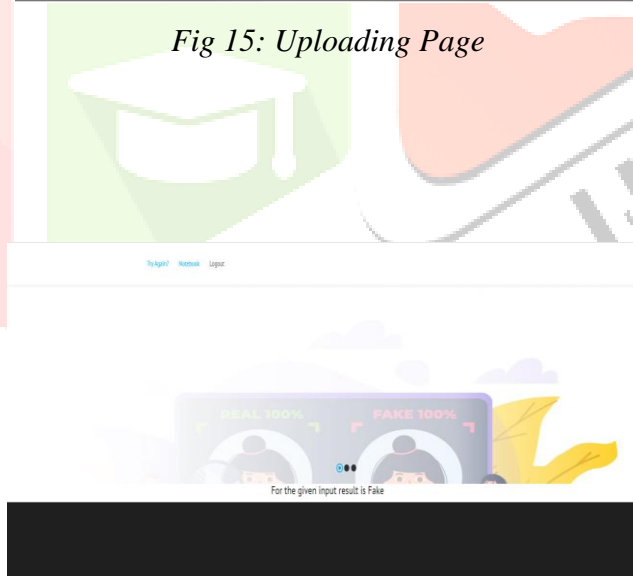 Fig 15: Uploading Page
Try Again? Notebook Logout
REAL 100% FAKE 100%
For the given input result is Fake